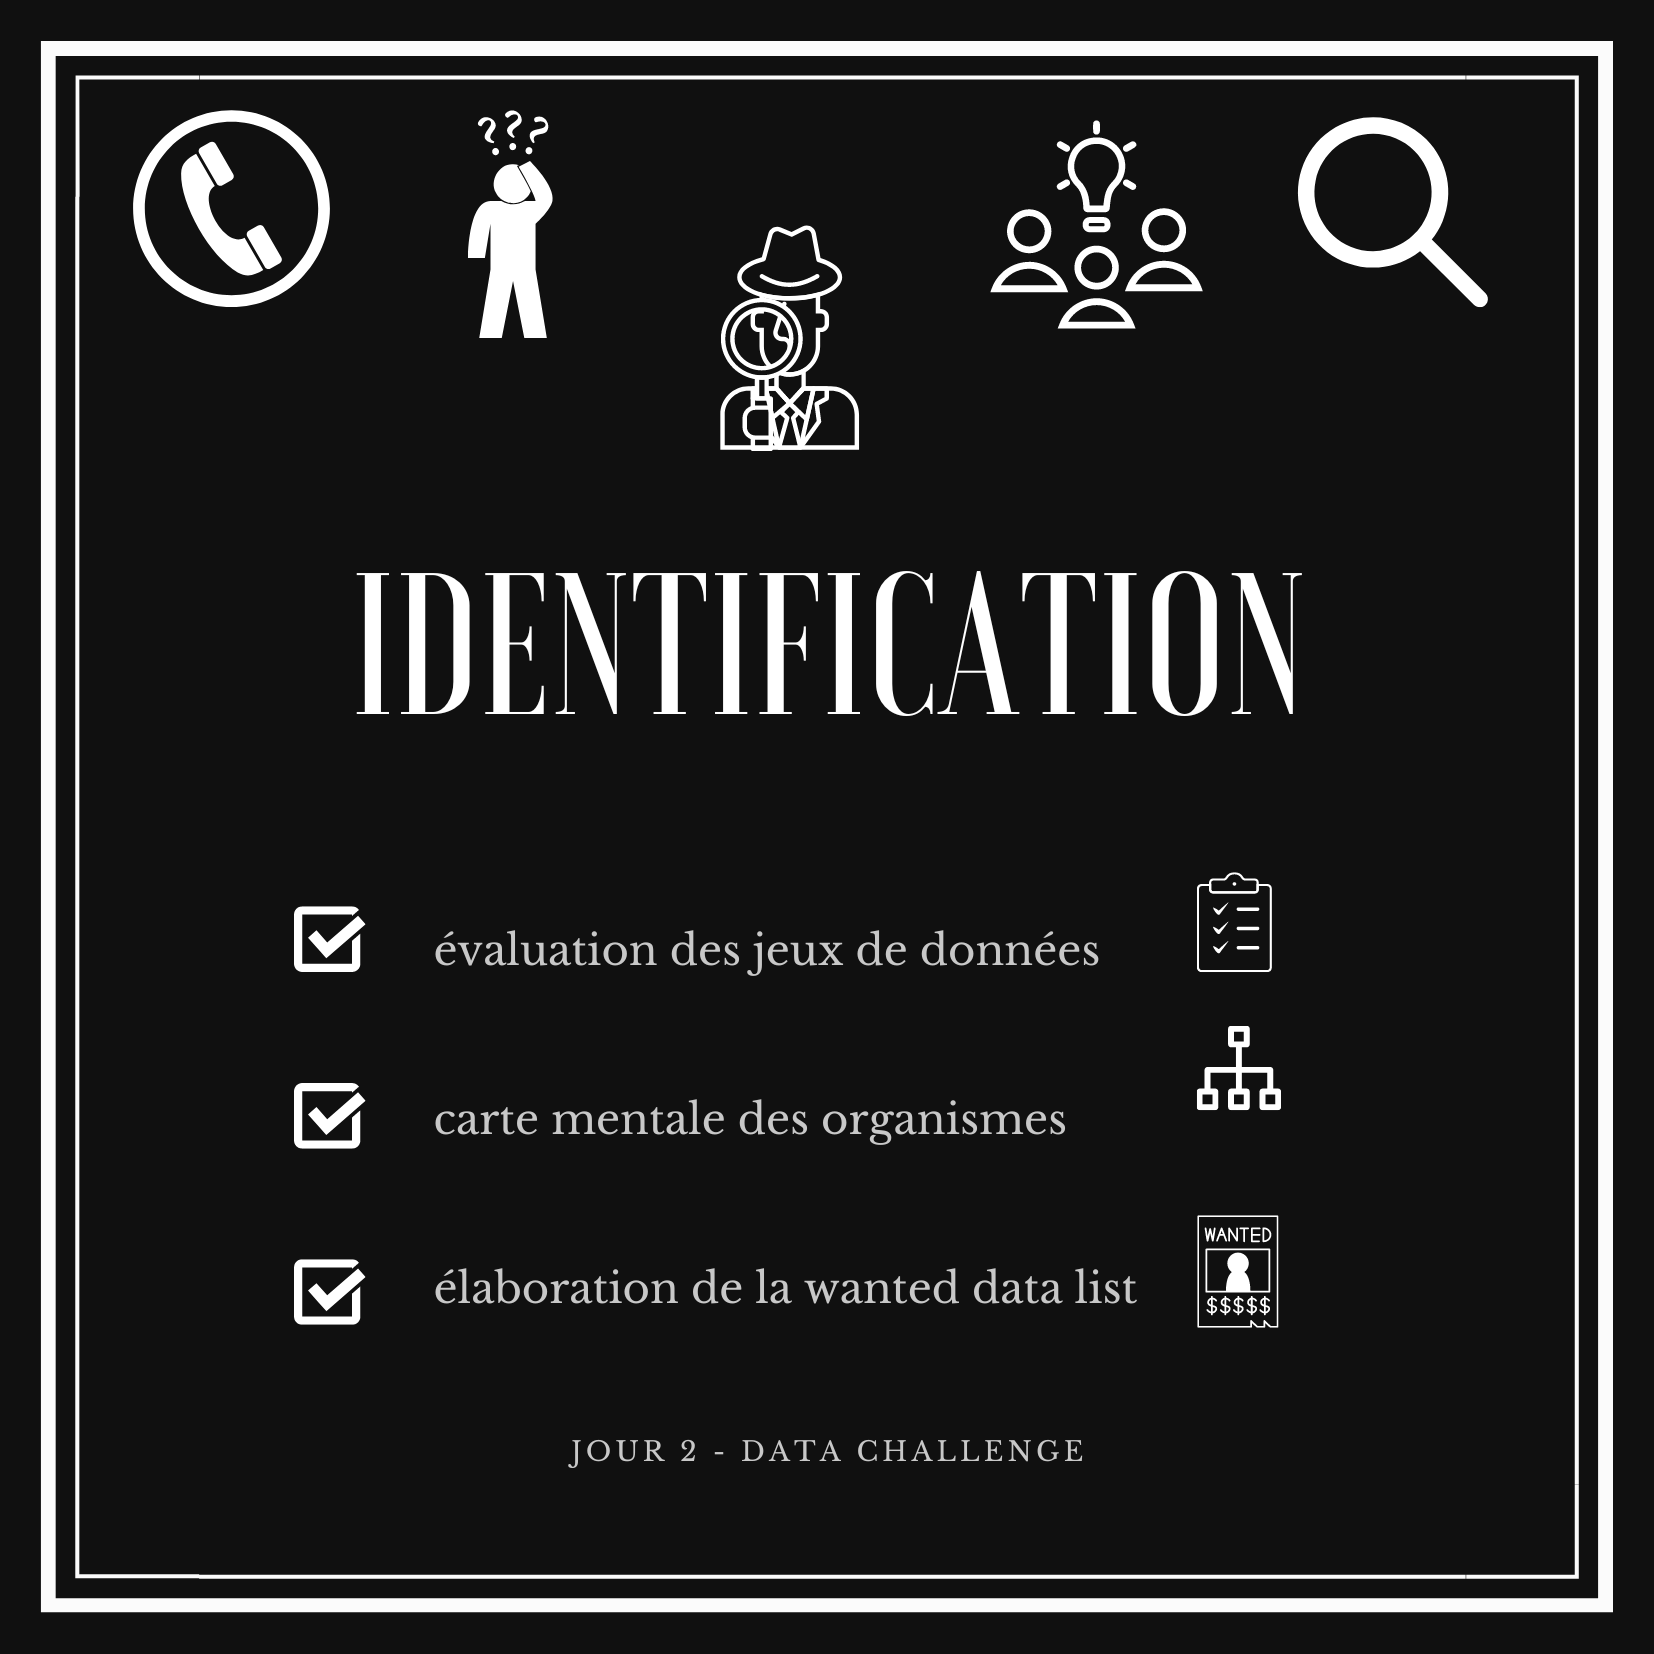 ???
IDENTIFICATION
évaluation des jeux de données
carte mentale des organismes
élaboration de la wanted data list
WANTED
$$$$$
JOUR 2 - DATA CHALLENGE